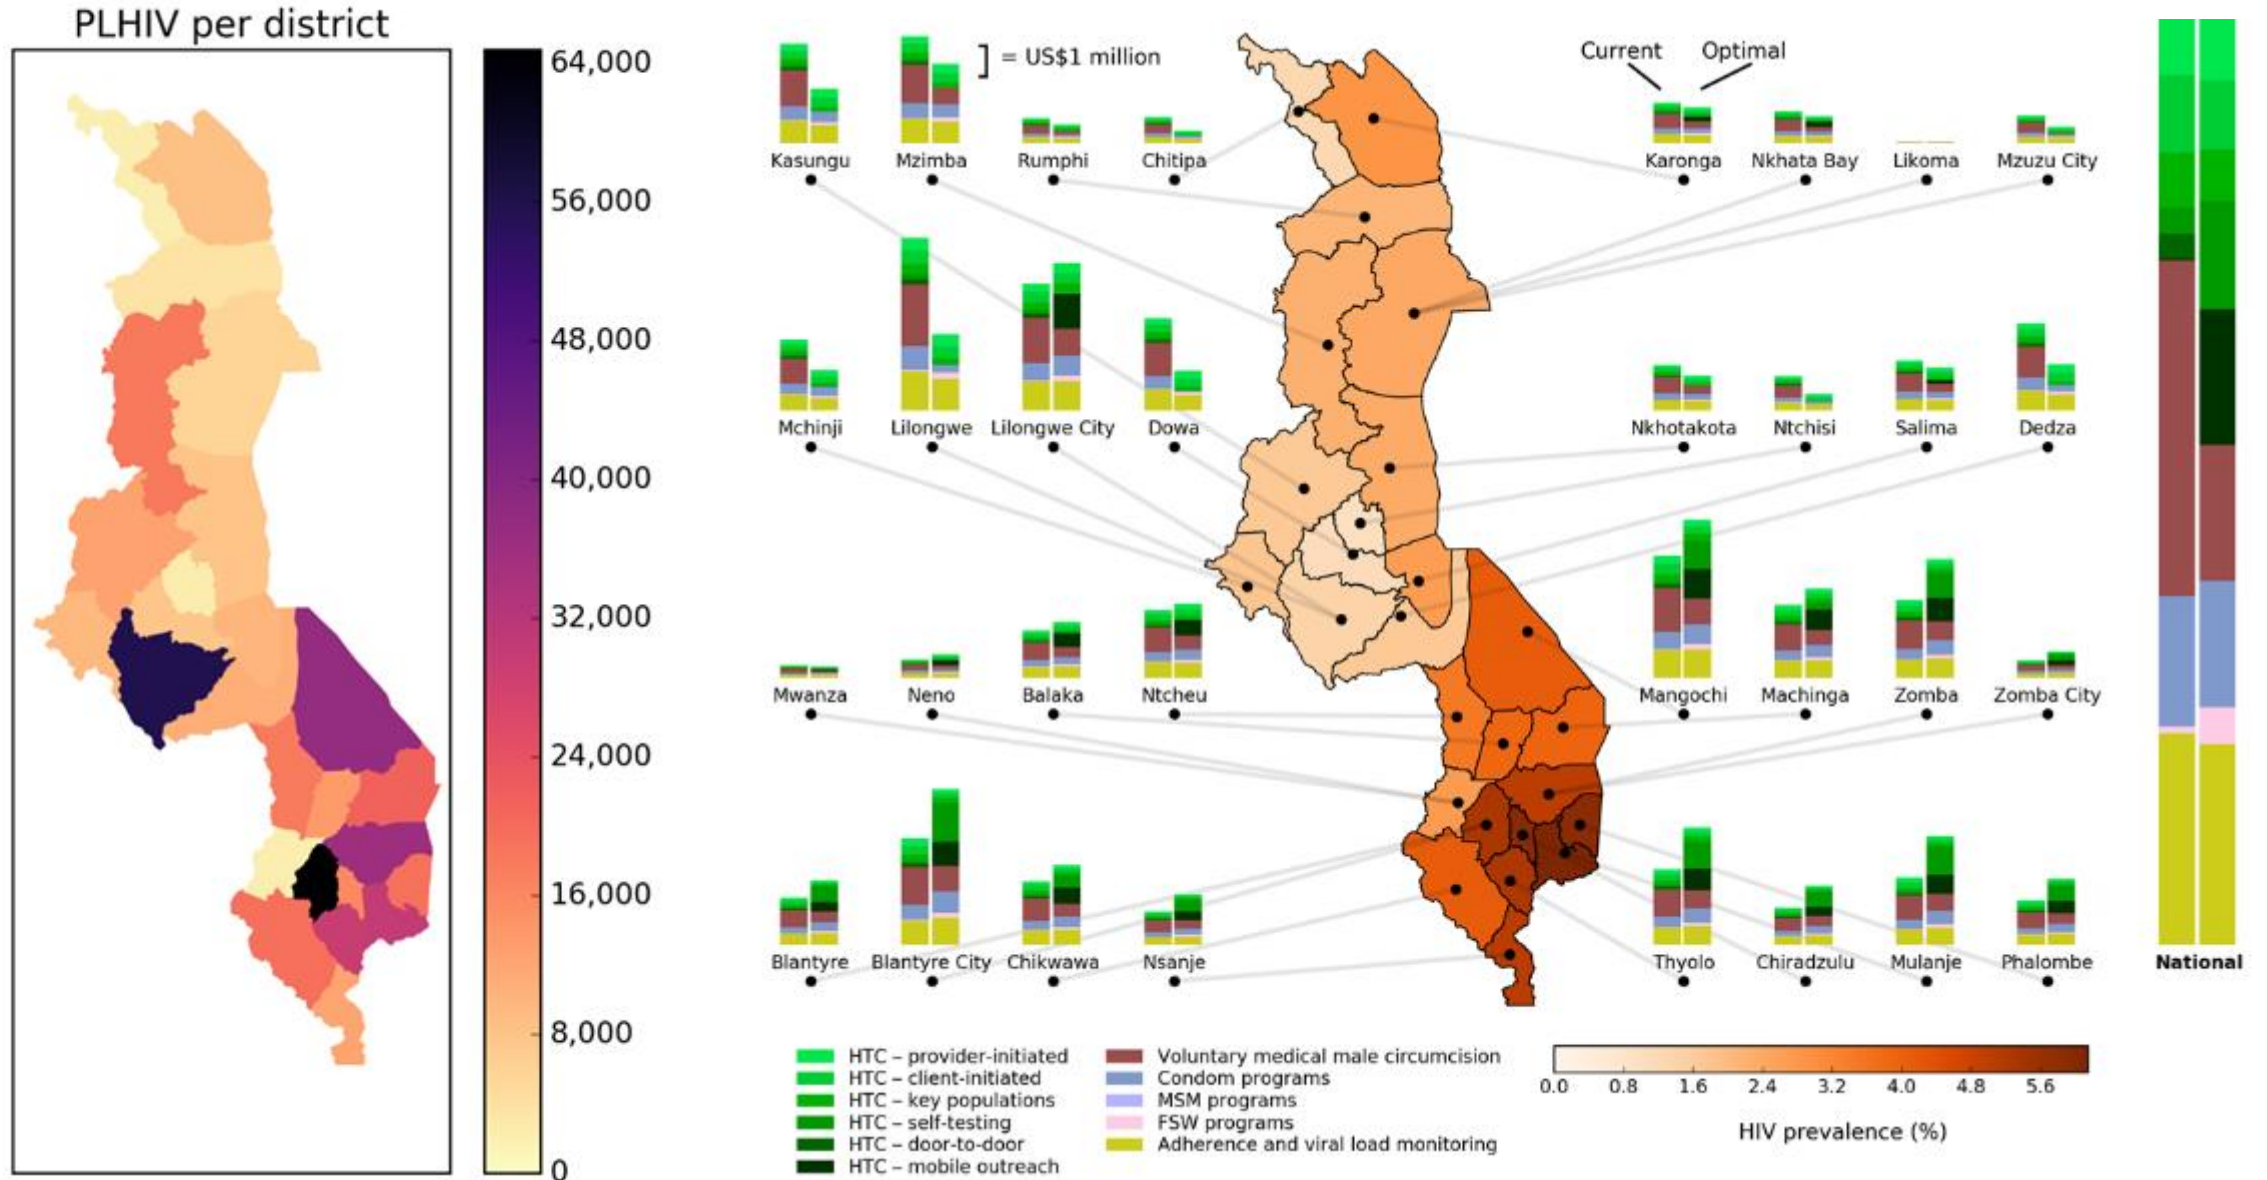 PLHIV per district
64,000
56,000
48,000
40,000
32,000
24,000
16,000
8,000
0
= US$1 million
Current Optimal
Kasungu Mzimba Rumphi Chitipa
Karonga Nkhata Bay Likoma Mzuzu City
Mchinji Lilongwe Lilongwe City Dowa
Nkhotakota Ntchisi Salima Dedza
Mwanza Neno Balaka Ntcheu
Mangochi Machinga Zomba Zomba City
Blantyre Blantyre City Chikwawa Nsanje
Thyolo Chiradzulu Mulanje Phalombe
National
HTC – provider-initiated
HTC – client-initiated
HTC – key populations
HTC – self-testing
HTC – door-to-door
HTC – mobile outreach
Voluntary medical male circumcision
Condom programs
MSM programs
FSW programs
Adherence and viral load monitoring
0.0 0.8 1.6 2.4 3.2 4.0 4.8 5.6
HIV prevalence (%)